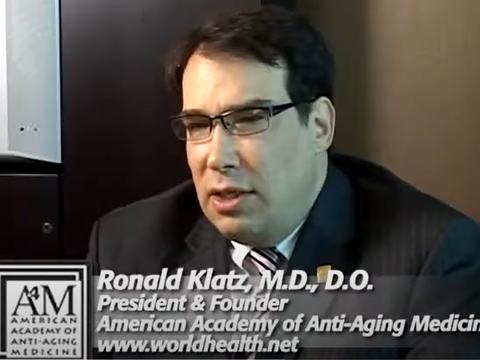 Ronald Klatz, M.D., D.O.
President & Founder
American Academy of Anti-Aging Medicin
www.worldhealth.net
A4M
AMERICAN
ACADEMY OF
ANTI-AGING
MEDICINE